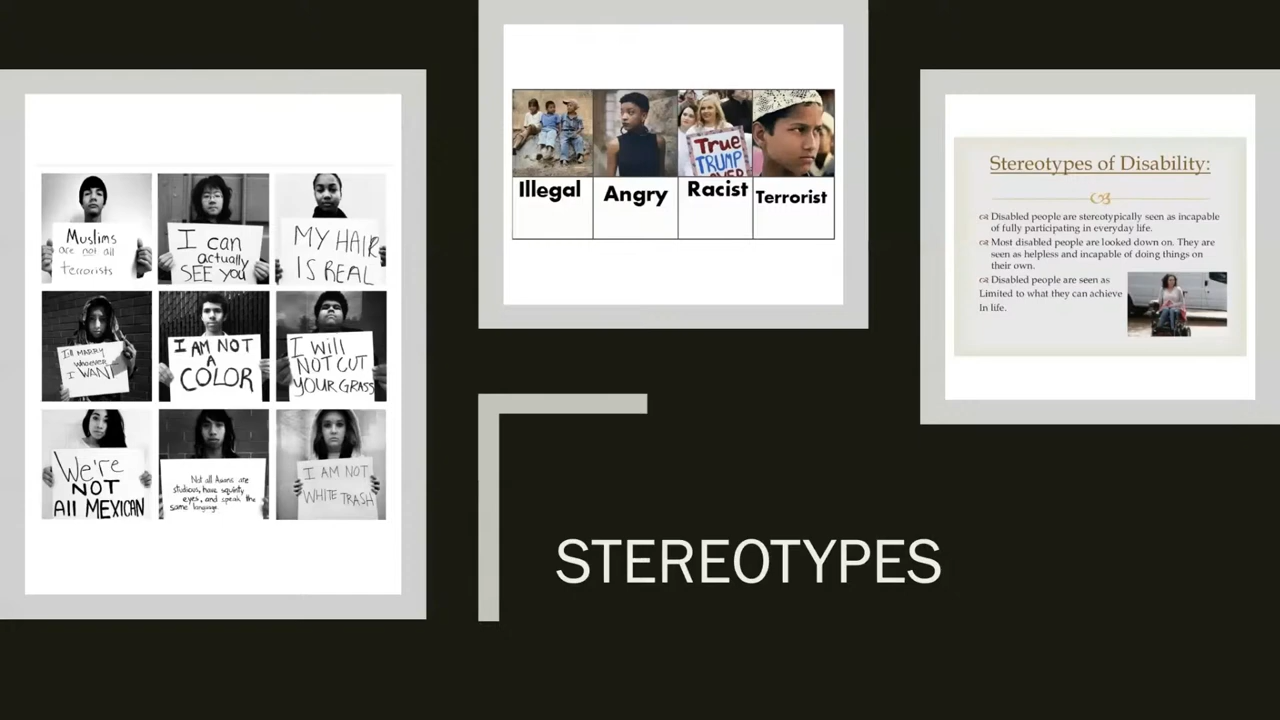 Muslims
are not all
terrorists
I can
actually
SEE you
MY HAIR
IS REAL
I'll MARRY
whoever
I WANT
I AM NOT
A
COLOR
I will
NOT CUT
YOUR GRASS
We're
NOT
All MEXICAN
Not all Asians are
studious, have squinty
eyes, and speak the
same language.
I AM NOT
WHITE TRASH
True
TRUMP
Illegal
Angry
Racist
Terrorist
Stereotypes of Disability:
Disabled people are stereotypically seen as incapable
of fully participating in everyday life.
Most disabled people are looked down on. They are
seen as helpless and incapable of doing things on
their own.
Disabled people are seen as
Limited to what they can achieve
In life.
STEREOTYPES